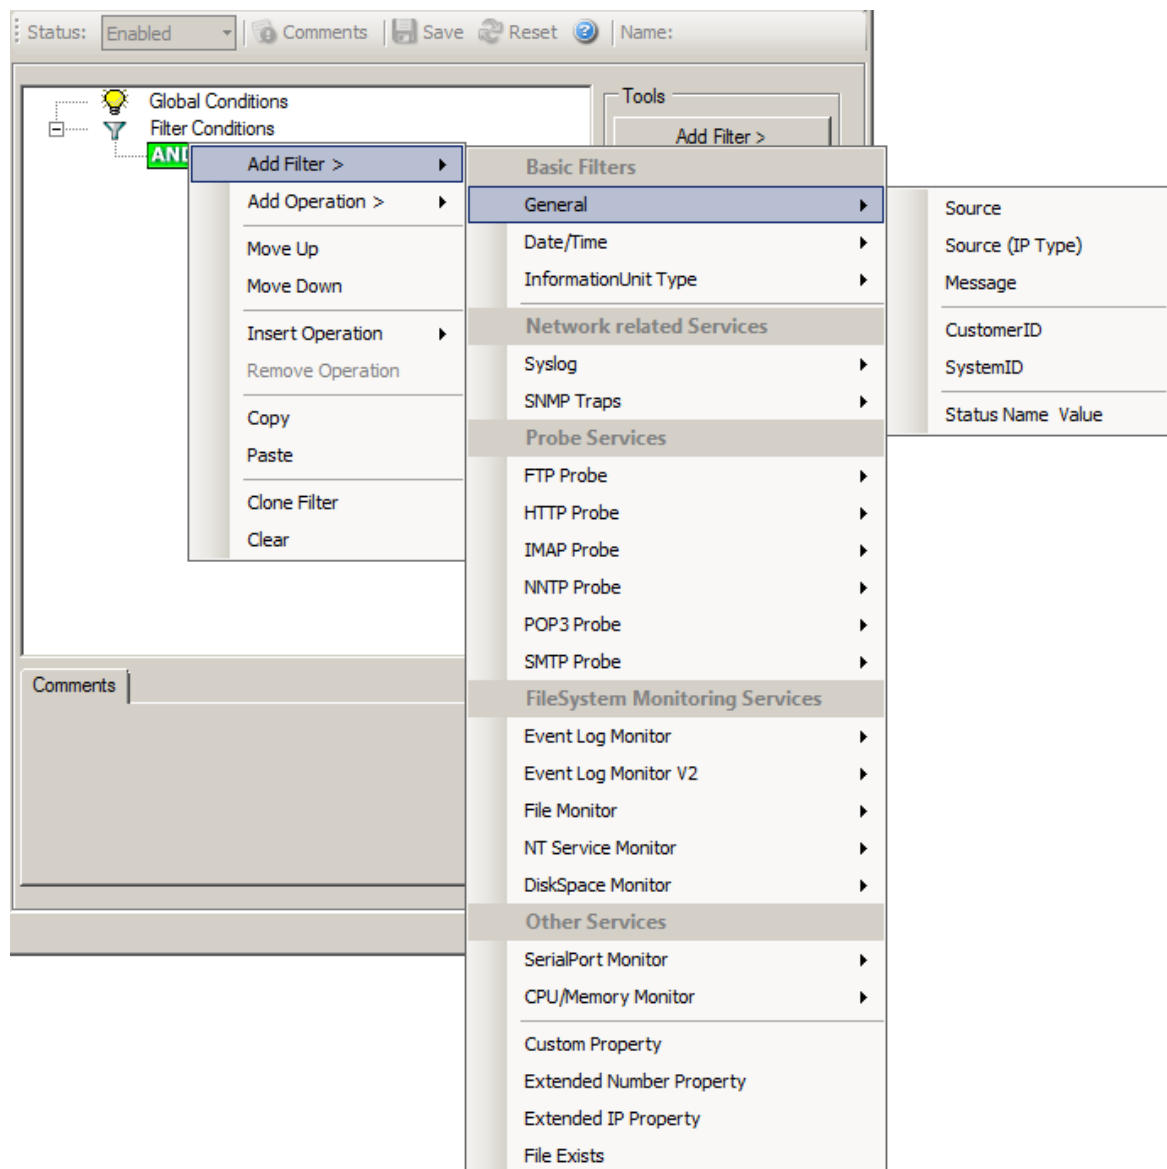 Status: Enabled Comments Save Reset Name:
Global Conditions
Filter Conditions
AND
Tools
Add Filter >
Add Filter >
Add Operation >
Move Up
Move Down
Insert Operation
Remove Operation
Copy
Paste
Clone Filter
Clear
Basic Filters
General
Date/Time
InformationUnit Type
Network related Services
Syslog
SNMP Traps
Probe Services
FTP Probe
HTTP Probe
IMAP Probe
NNTP Probe
POP3 Probe
SMTP Probe
FileSystem Monitoring Services
Event Log Monitor
Event Log Monitor V2
File Monitor
NT Service Monitor
DiskSpace Monitor
Other Services
SerialPort Monitor
CPU/Memory Monitor
Custom Property
Extended Number Property
Extended IP Property
File Exists
Source
Source (IP Type)
Message
CustomerID
SystemID
Status Name Value
Comments